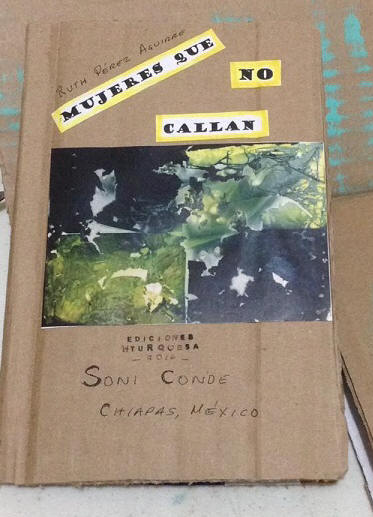 RUTH PÉREZ AGUIRRE
MUJERES QUE
NO
CALLAN
EDICIONES
HTURQUESA
2016
SONI CONDE
CHIAPAS, MÉXICO